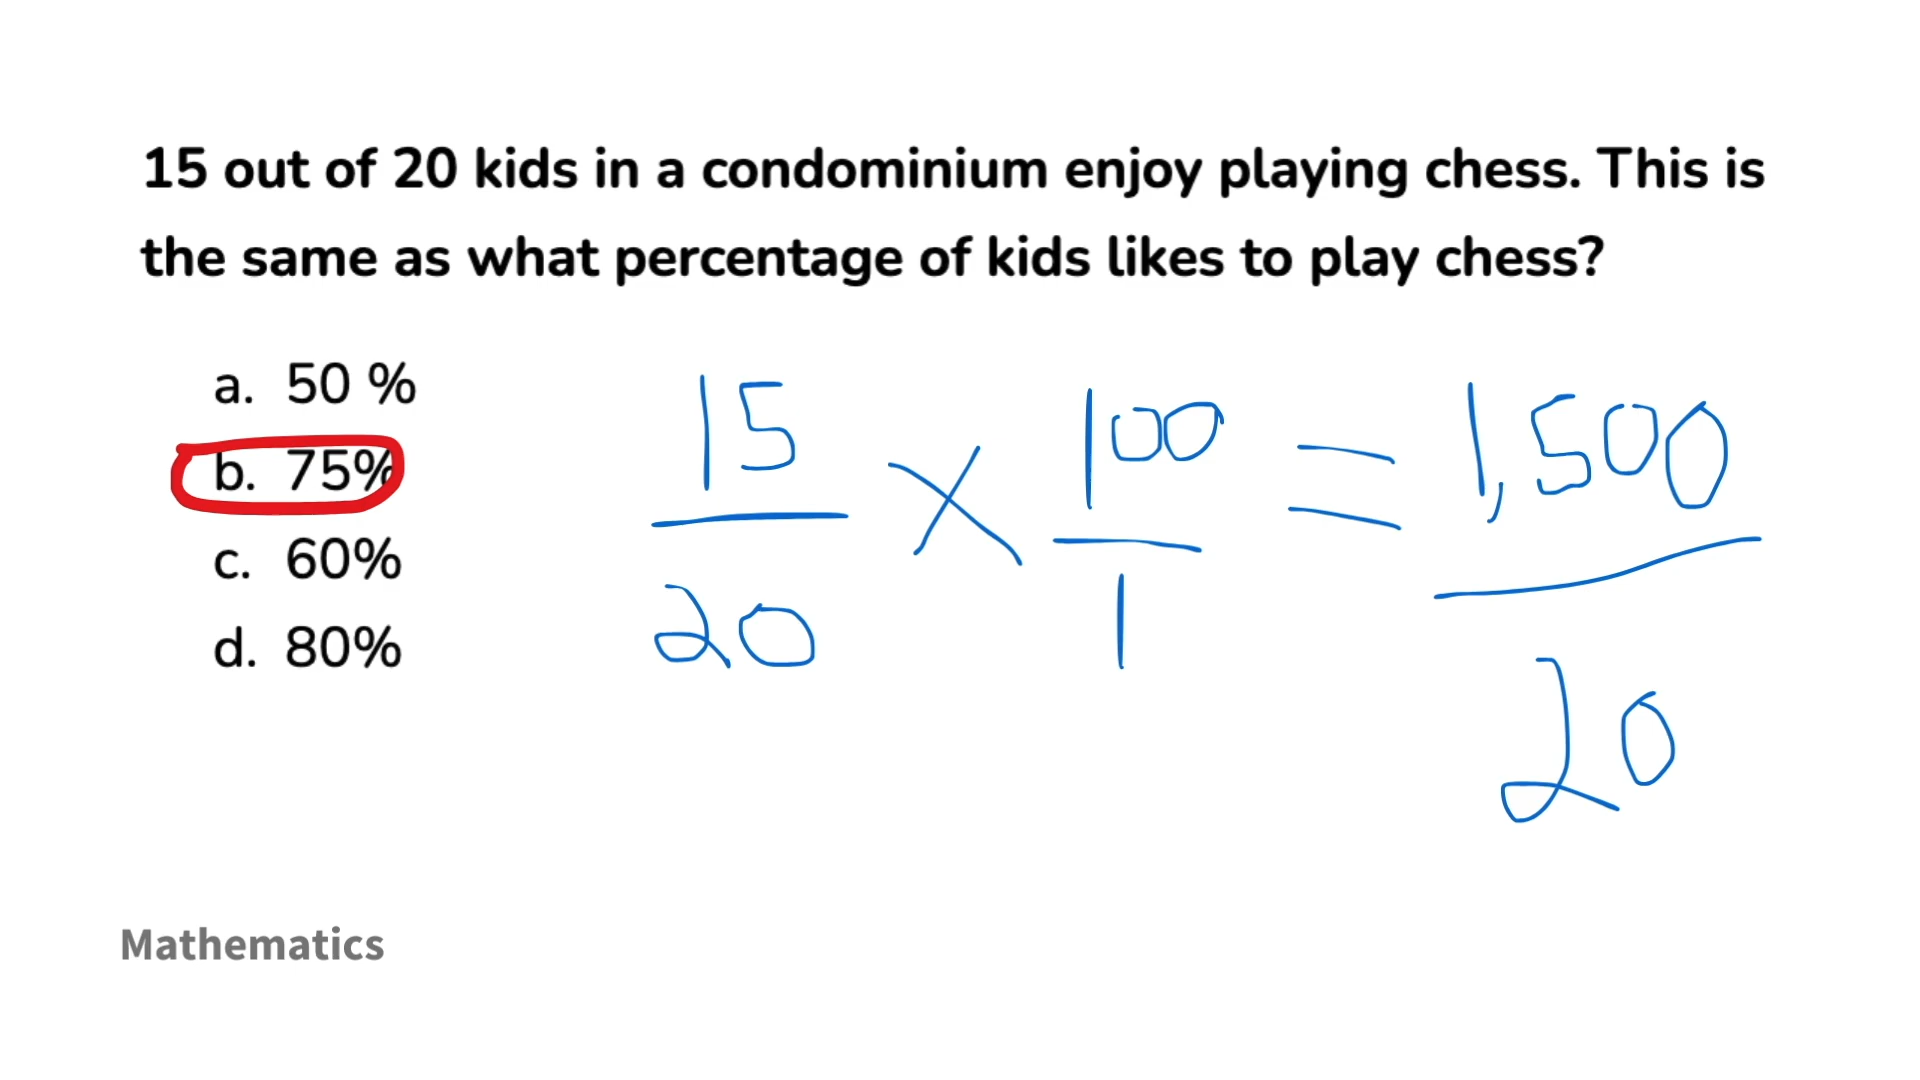 15 out of 20 kids in a condominium enjoy playing chess. This is
the same as what percentage of kids likes to play chess?
a. 50 %
b. 75%
c. 60%
d. 80%
15/20 × 100/1 = 1,500/20
Mathematics